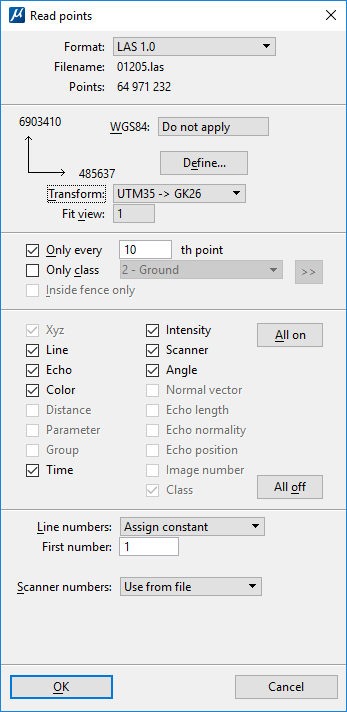 Read points
Format: LAS 1.0
Filename: 01205.las
Points: 64 971 232
6903410
WGS84: Do not apply
485637
Define...
Transform: UTM35 -> GK26
Fit view: 1
Only every 10 th point
Only class 2 - Ground >>
Inside fence only
Xyz Intensity All on
Line Scanner
Echo Angle
Color Normal vector
Distance Echo length
Parameter Echo normality
Group Echo position
Time Image number
Class All off
Line numbers: Assign constant
First number: 1
Scanner numbers: Use from file
OK Cancel